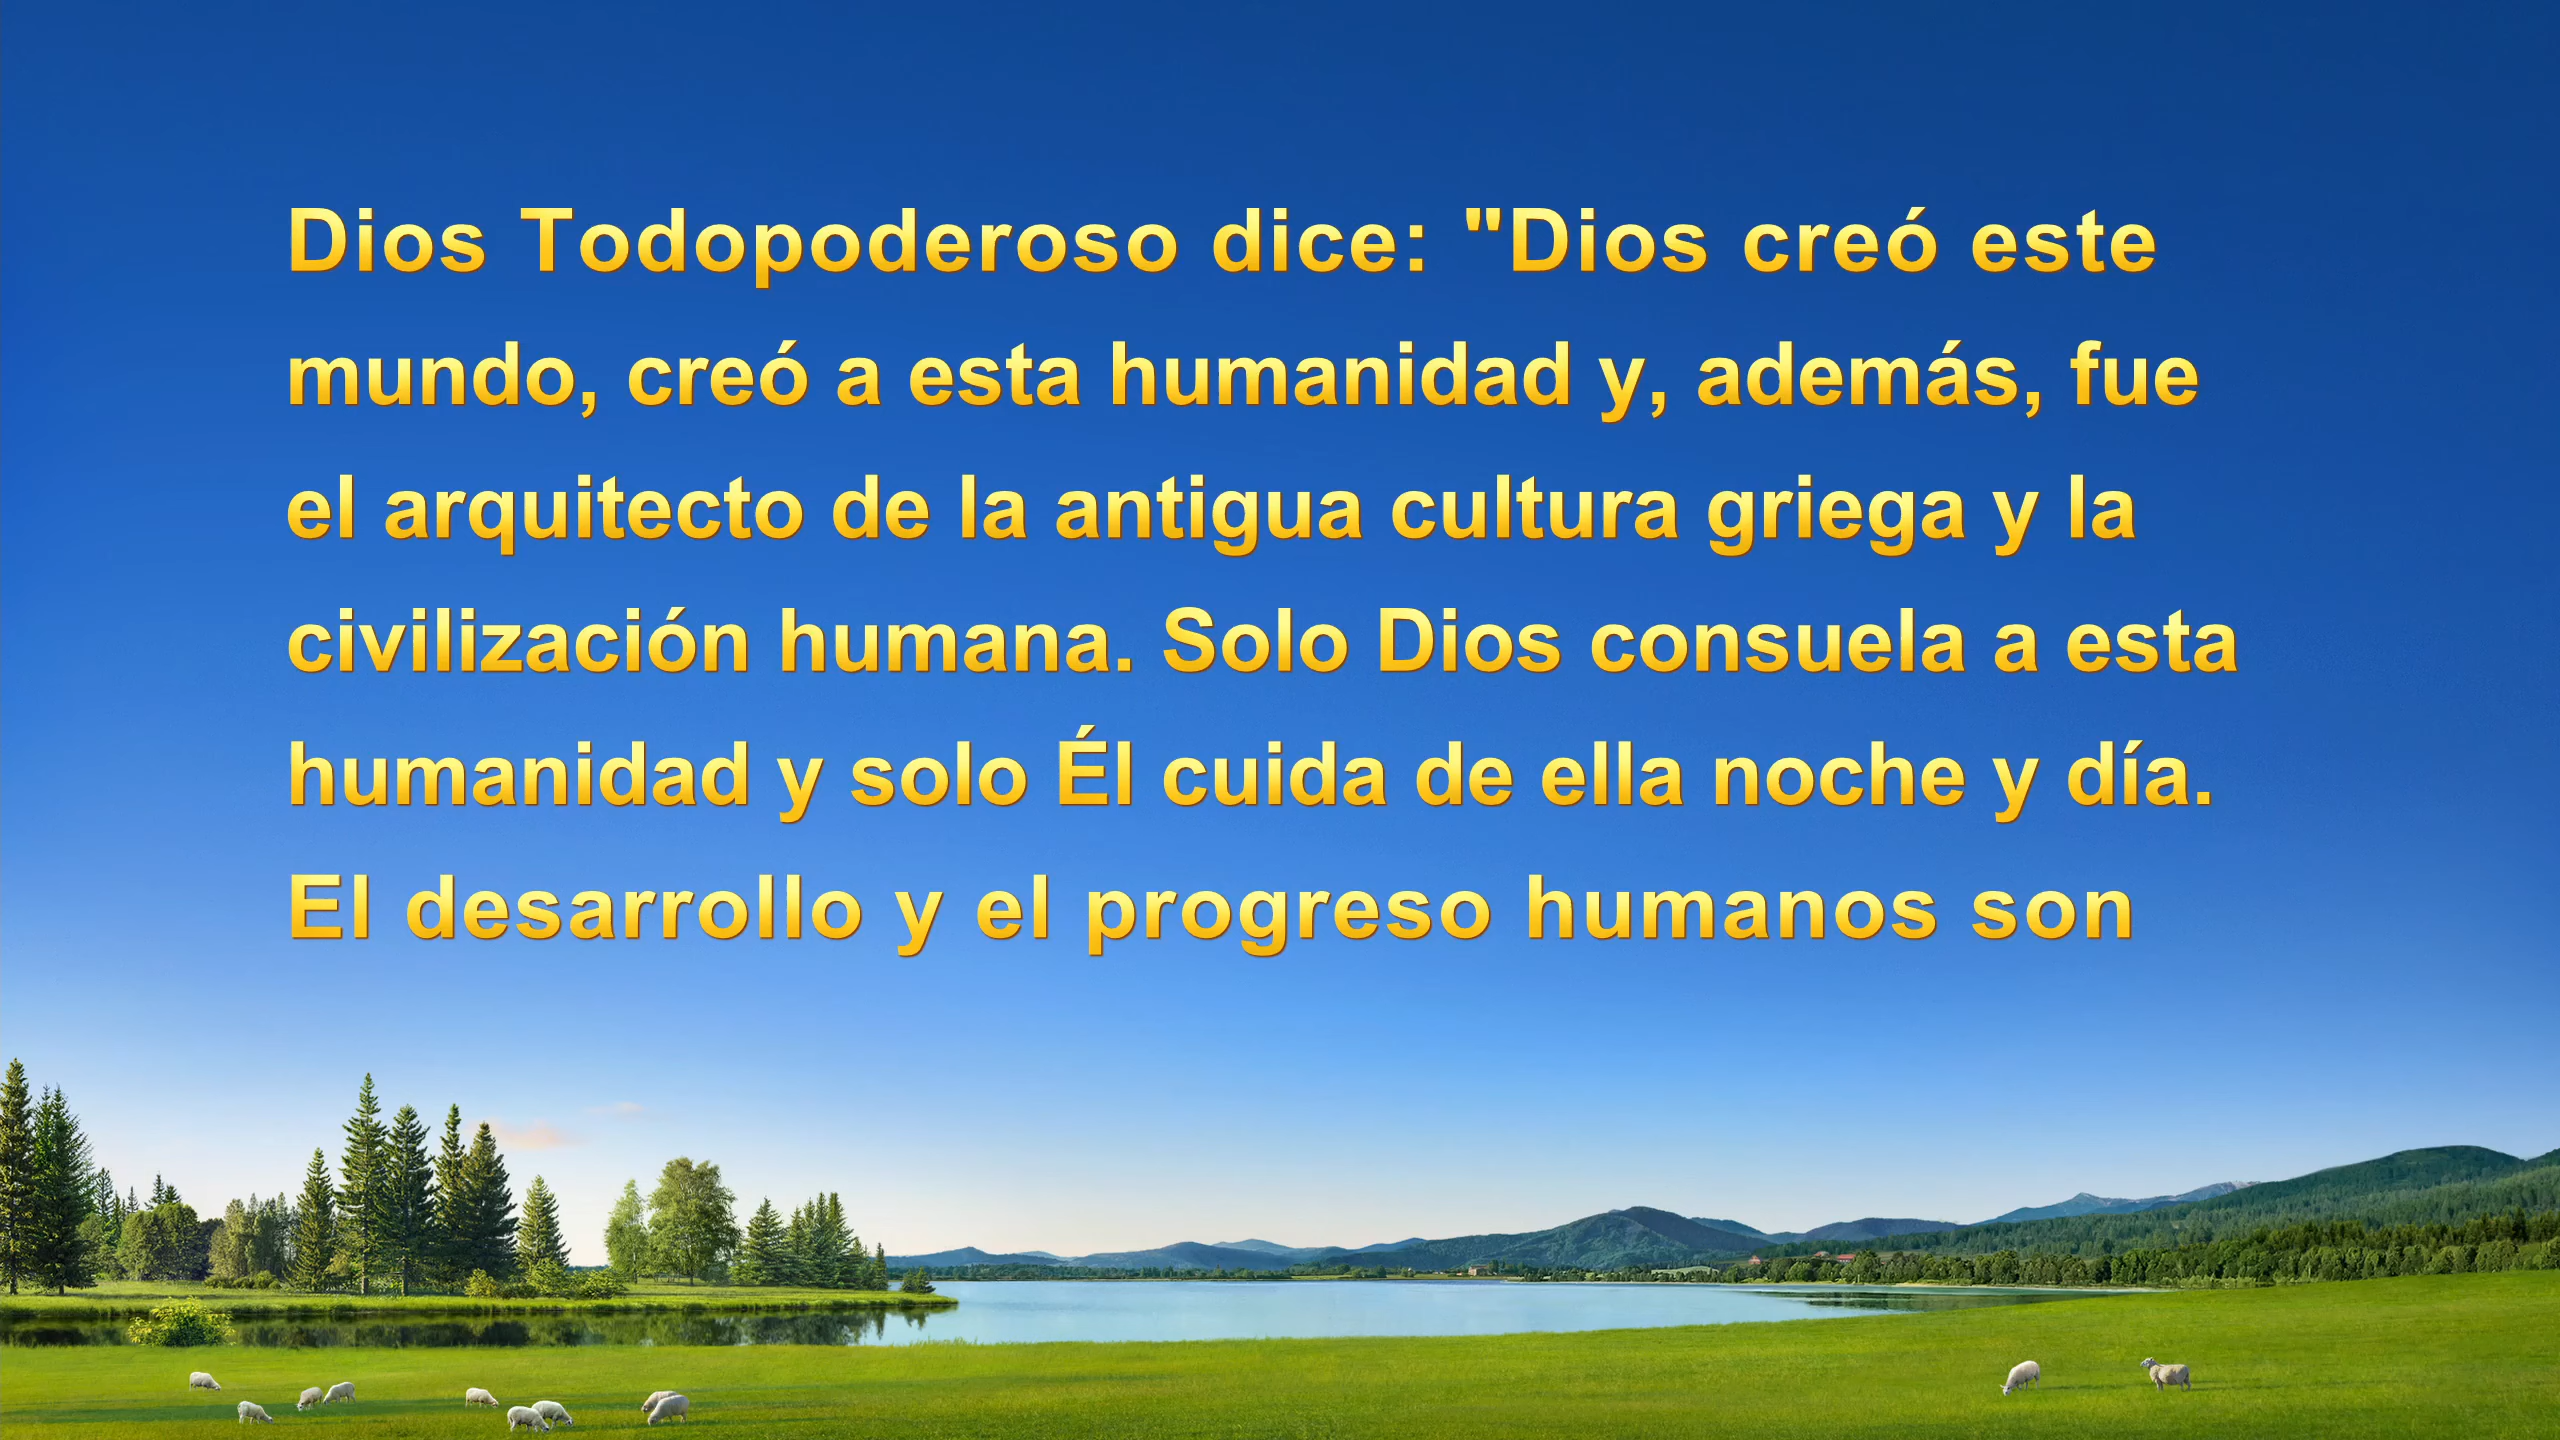 Dios Todopoderoso dice: "Dios creó este
mundo, creó a esta humanidad y, además, fue
el arquitecto de la antigua cultura griega y la
civilización humana. Solo Dios consuela a esta
humanidad y solo Él cuida de ella noche y día.
El desarrollo y el progreso humanos son